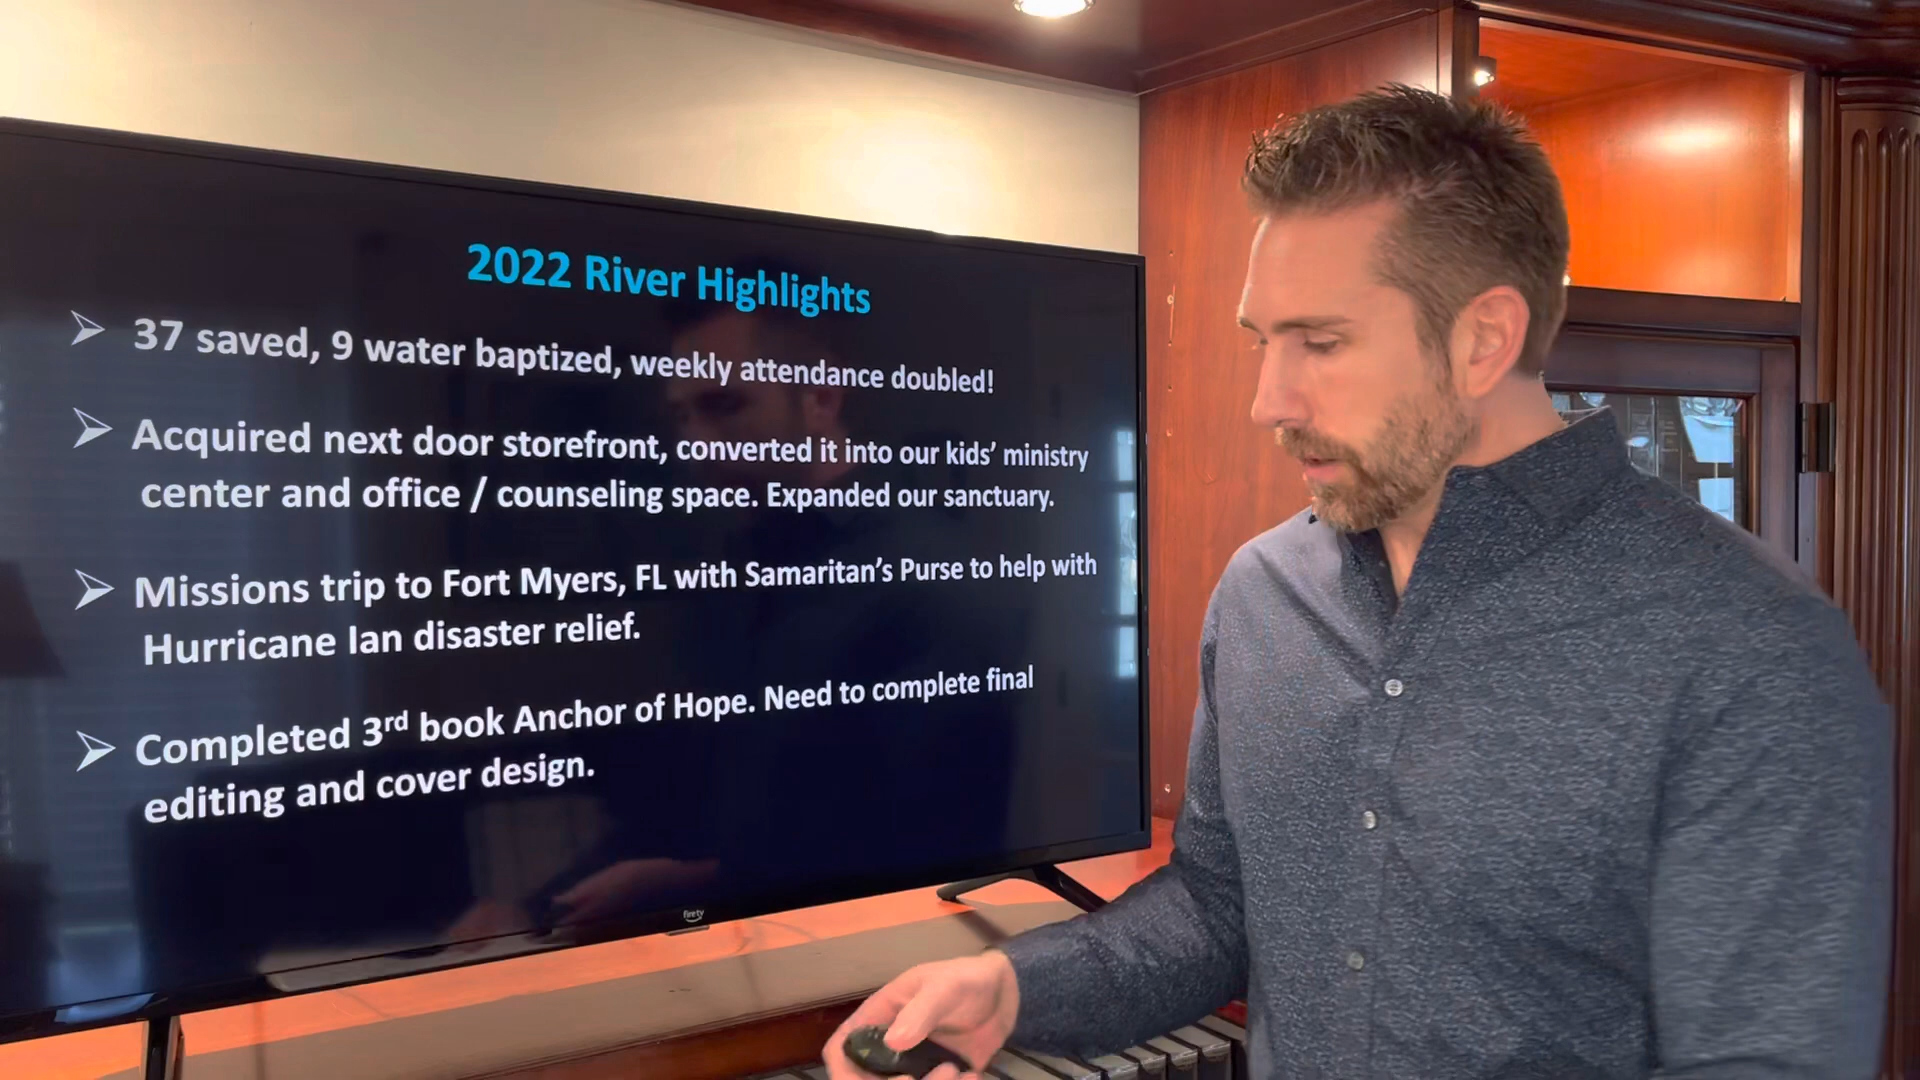 2022 River Highlights
37 saved, 9 water baptized, weekly attendance doubled!
Acquired next door storefront, converted it into our kids’ ministry
center and office / counseling space. Expanded our sanctuary.
Missions trip to Fort Myers, FL with Samaritan’s Purse to help with
Hurricane Ian disaster relief.
Completed 3rd book Anchor of Hope. Need to complete final
editing and cover design.
fire tv